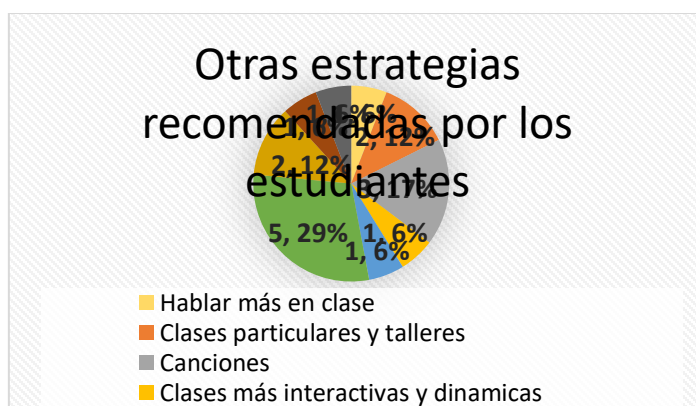 Otras estrategias
recomendadas por los
estudiantes
2, 12%
2, 12%
3, 17%
5, 29%
1, 6%
1, 6%
Hablar más en clase
Clases particulares y talleres
Canciones
Clases más interactivas y dinamicas